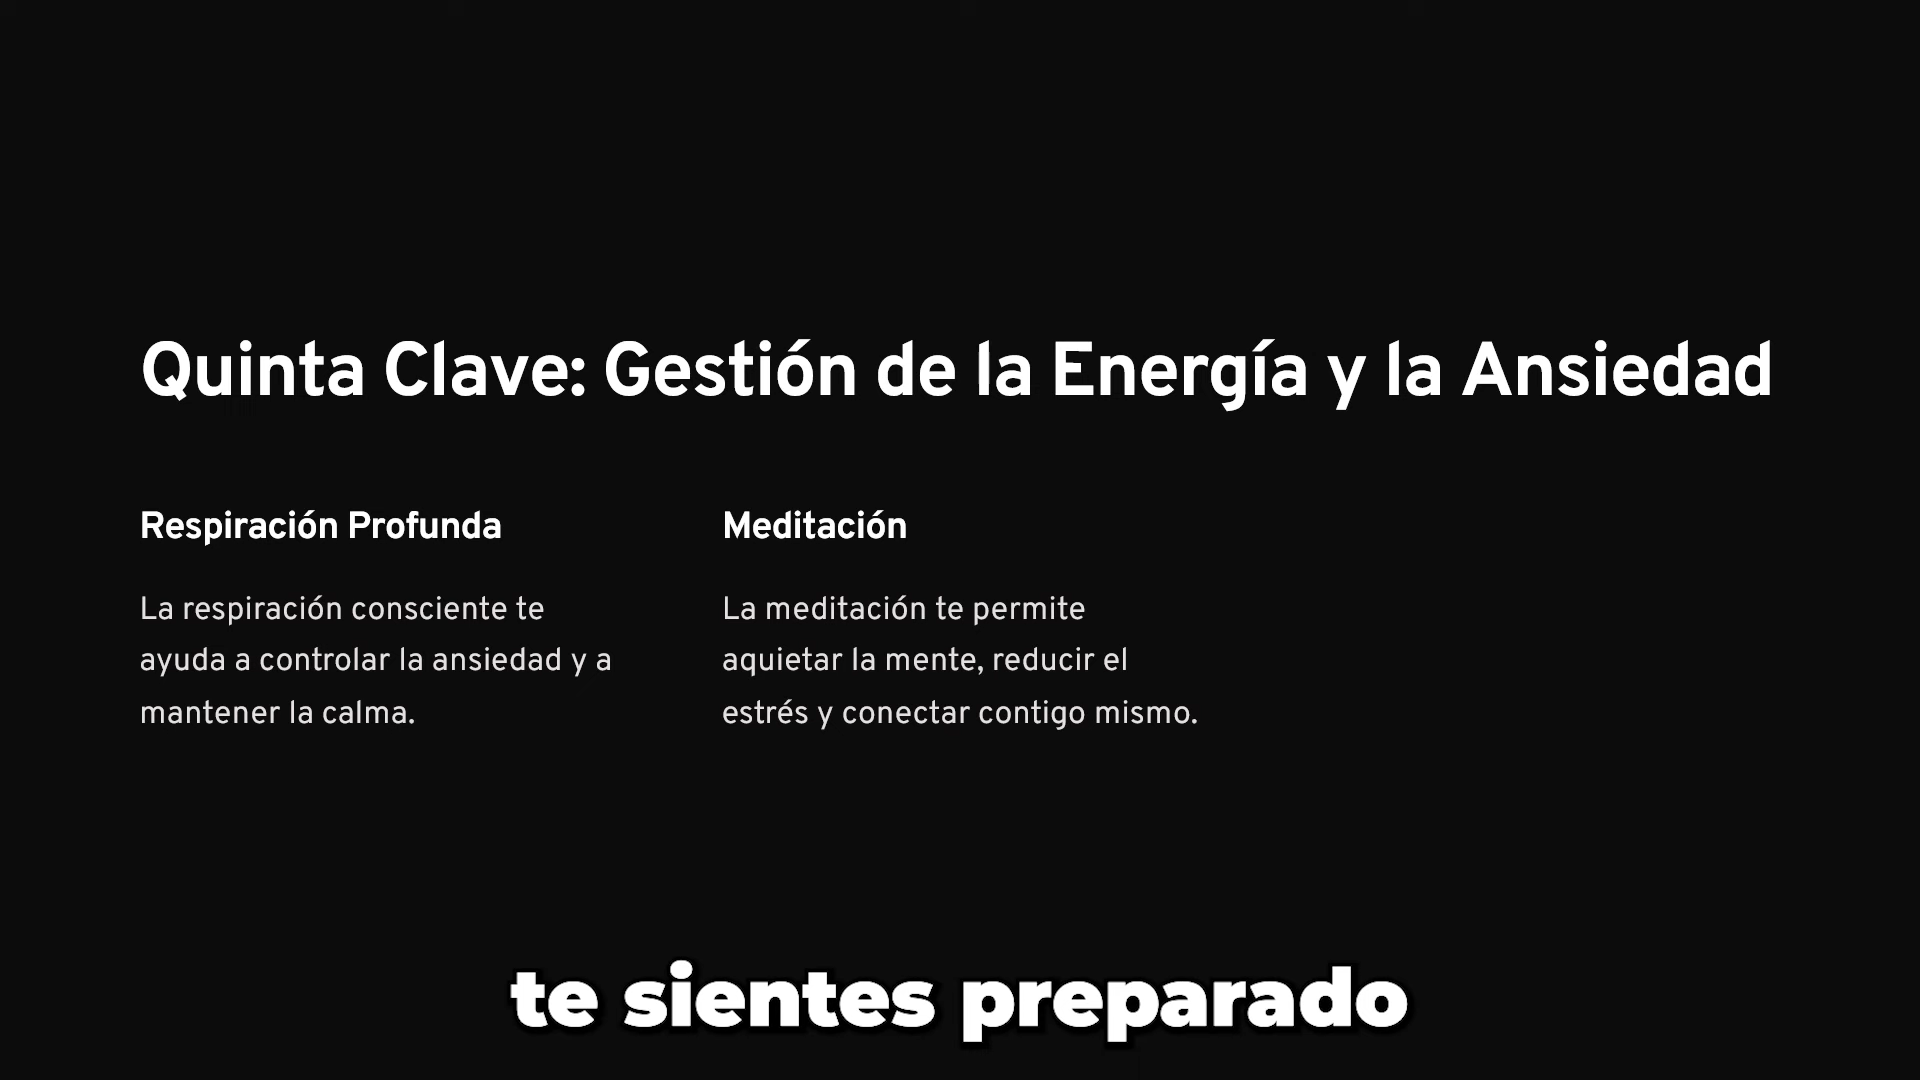 Quinta Clave: Gestión de la Energía y la Ansiedad
Respiración Profunda
La respiración consciente te
ayuda a controlar la ansiedad y a
mantener la calma.
Meditación
La meditación te permite
aquietar la mente, reducir el
estrés y conectar contigo mismo.
te sientes preparado